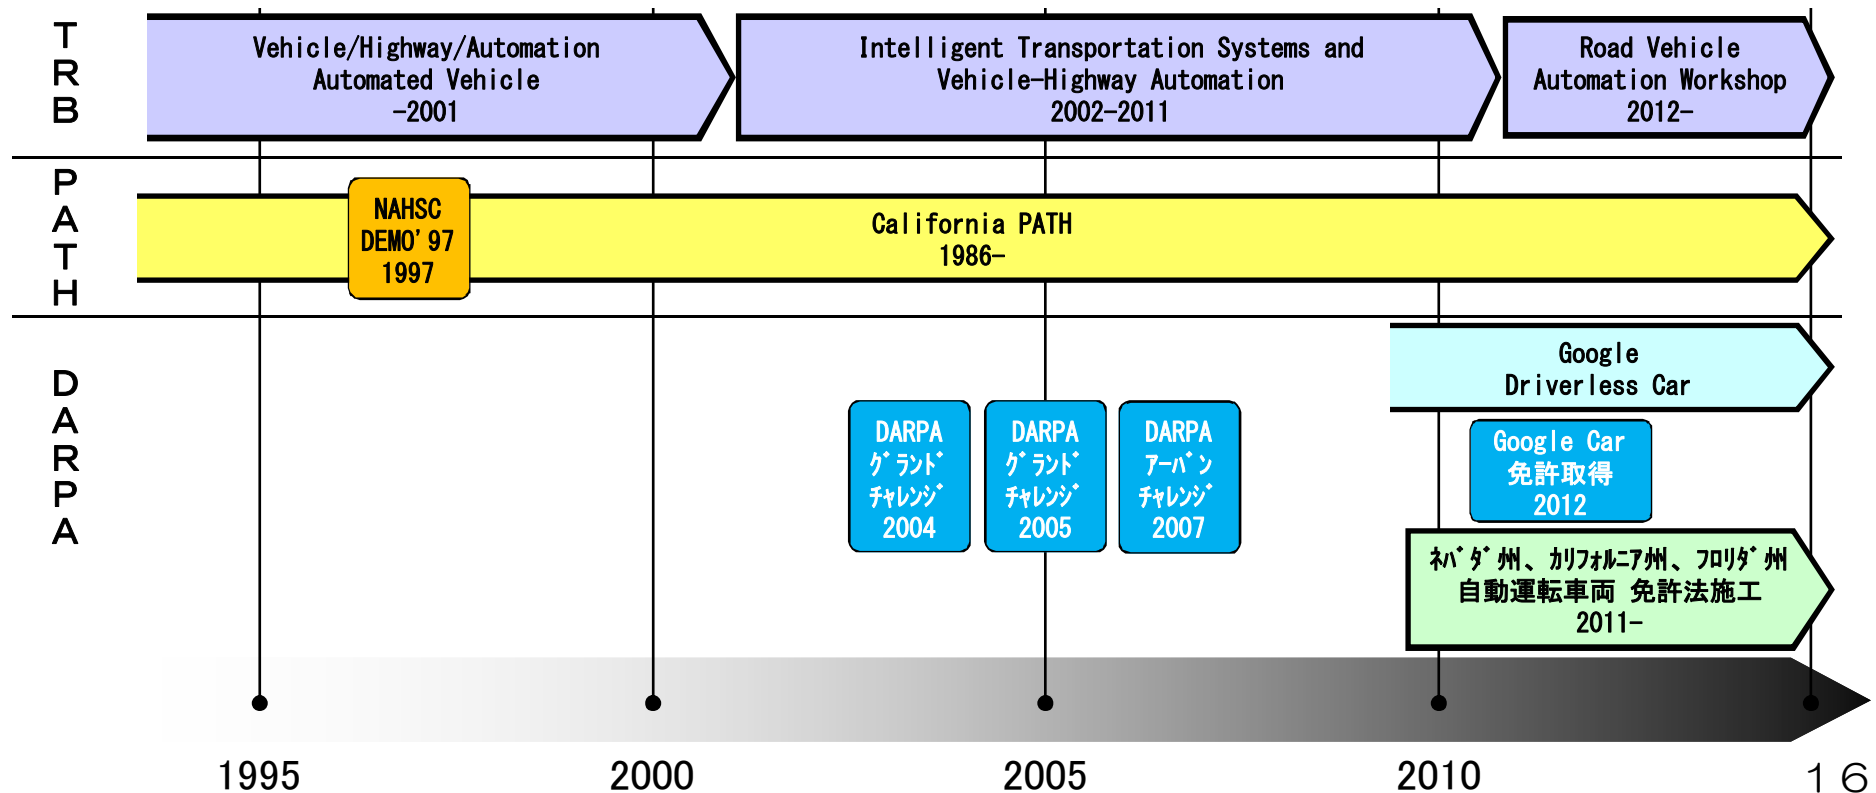 TRB
Vehicle/Highway/Automation
Automated Vehicle
-2001
Intelligent Transportation Systems and
Vehicle-Highway Automation
2002-2011
Road Vehicle
Automation Workshop
2012-
PATH
NAHSC
DEMO'97
1997
California PATH
1986-
DARPA
Google
Driverless Car
DARPA
グランド
チャレンジ
2004
DARPA
グランド
チャレンジ
2005
DARPA
アーバン
チャレンジ
2007
Google Car
免許取得
2012
ネバダ州、カリフォルニア州、フロリダ州
自動運転車両 免許法施工
2011-
1995
2000
2005
2010
16